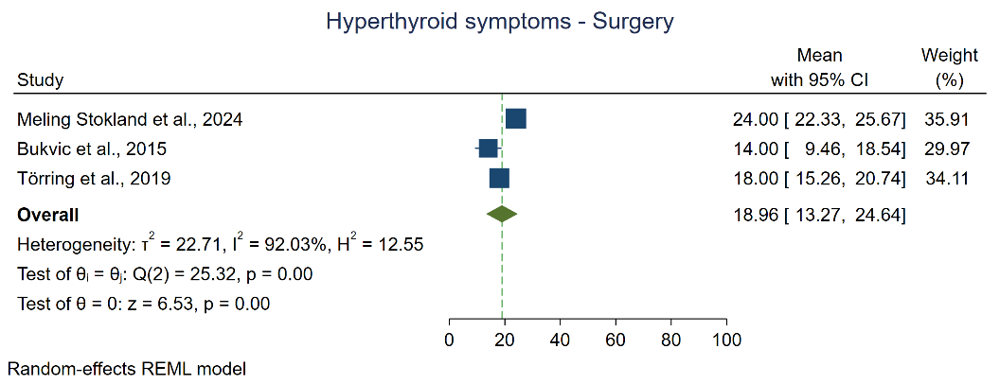 Hyperthyroid symptoms - Surgery
Mean Weight
Study with 95% CI (%)
Meling Stokland et al., 2024 24.00 [ 22.33, 25.67] 35.91
Bukvic et al., 2015 14.00 [ 9.46, 18.54] 29.97
Törring et al., 2019 18.00 [ 15.26, 20.74] 34.11
Overall 18.96 [ 13.27, 24.64]
Heterogeneity: τ² = 22.71, I² = 92.03%, H² = 12.55
Test of θᵢ = θⱼ: Q(2) = 25.32, p = 0.00
Test of θ = 0: z = 6.53, p = 0.00
0 20 40 60 80 100
Random-effects REML model